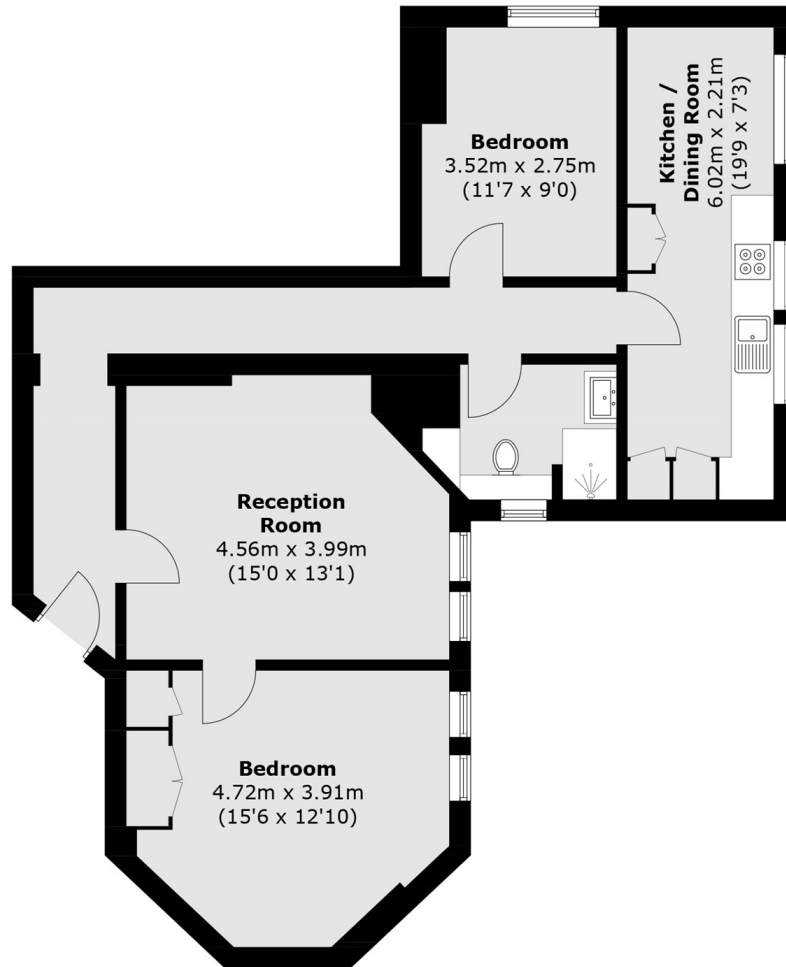 Bedroom
3.52m x 2.75m
(11'7 x 9'0)
Kitchen /
Dining Room
6.02m x 2.21m
(19'9 x 7'3)
Reception
Room
4.56m x 3.99m
(15'0 x 13'1)
Bedroom
4.72m x 3.91m
(15'6 x 12'10)